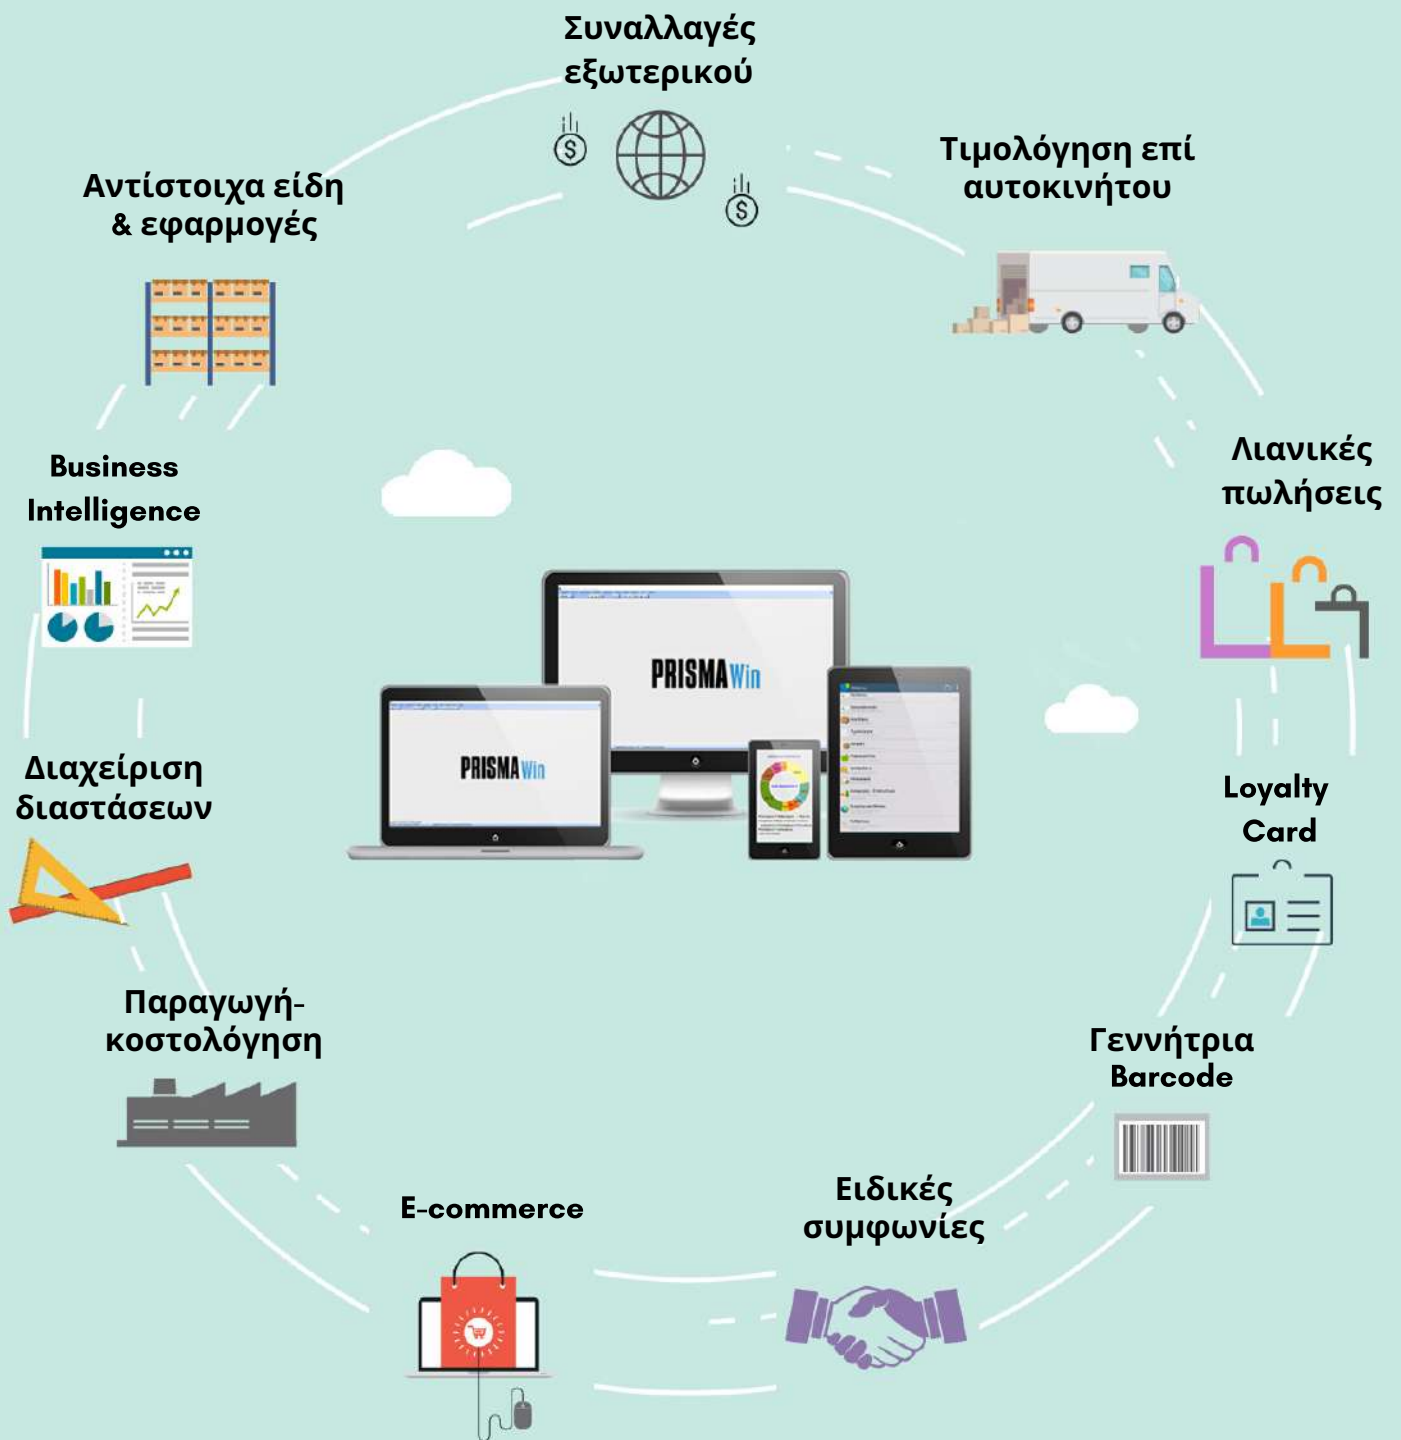 Συναλλαγές
εξωτερικού
Τιμολόγηση επί
αυτοκινήτου
Αντίστοιχα είδη
& εφαρμογές
Λιανικές
πωλήσεις
Business
Intelligence
PRISMA Win
PRISMA Win
Διαχείριση
διαστάσεων
Loyalty
Card
Παραγωγή-
κοστολόγηση
Γεννήτρια
Barcode
Ειδικές
συμφωνίες
E-commerce